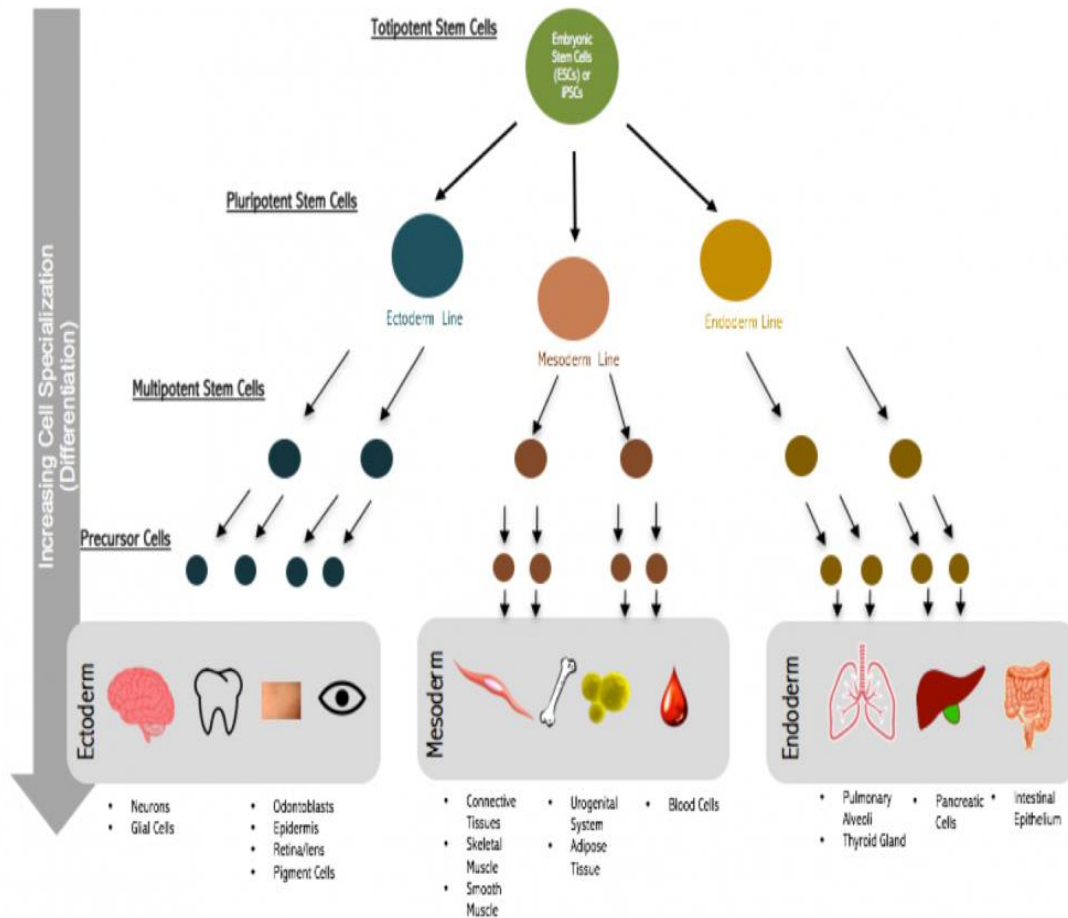 Totipotent Stem Cells
Embryonic
Stem Cells
(ESCs) or
iPSCs
Pluripotent Stem Cells
Ectoderm Line
Mesoderm Line
Endoderm Line
Multipotent Stem Cells
Precursor Cells
Increasing Cell Specialization
(Differentiation)
Ectoderm
Mesoderm
Endoderm
• Neurons
• Glial Cells
• Odontoblasts
• Epidermis
• Retina/lens
• Pigment Cells
• Connective
Tissues
• Skeletal
Muscle
• Smooth
Muscle
• Urogenital
System
• Adipose
Tissue
• Blood Cells
• Pulmonary
Alveoli
• Thyroid Gland
• Pancreatic
Cells
• Intestinal
Epithelium